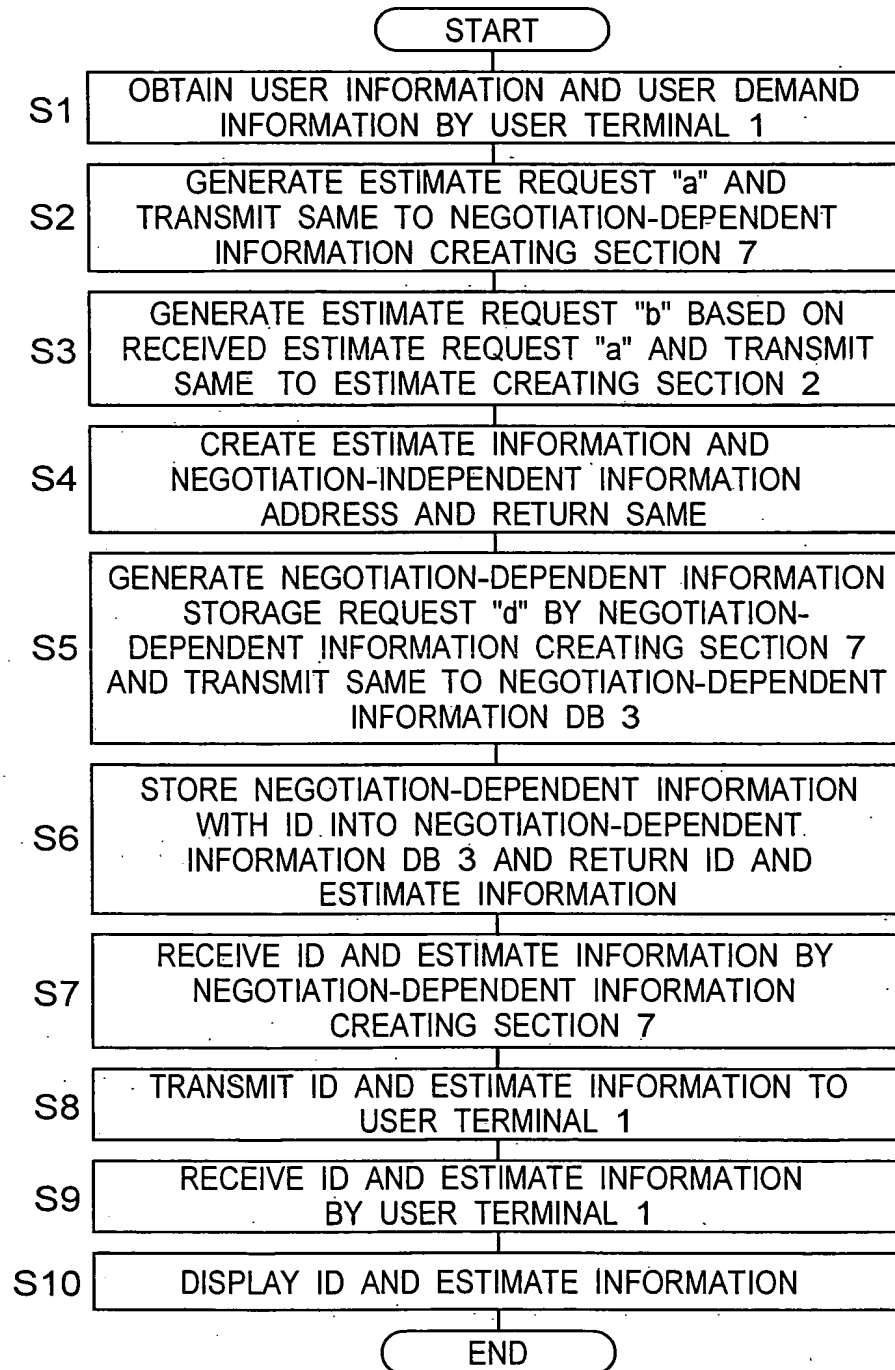 START
S1
OBTAIN USER INFORMATION AND USER DEMAND
INFORMATION BY USER TERMINAL 1
S2
GENERATE ESTIMATE REQUEST "a" AND
TRANSMIT SAME TO NEGOTIATION-DEPENDENT
INFORMATION CREATING SECTION 7
S3
GENERATE ESTIMATE REQUEST "b" BASED ON
RECEIVED ESTIMATE REQUEST "a" AND TRANSMIT
SAME TO ESTIMATE CREATING SECTION 2
S4
CREATE ESTIMATE INFORMATION AND
NEGOTIATION-INDEPENDENT INFORMATION
ADDRESS AND RETURN SAME
S5
GENERATE NEGOTIATION-DEPENDENT INFORMATION
STORAGE REQUEST "d" BY NEGOTIATION-
DEPENDENT INFORMATION CREATING SECTION 7
AND TRANSMIT SAME TO NEGOTIATION-DEPENDENT
INFORMATION DB 3
S6
STORE NEGOTIATION-DEPENDENT INFORMATION
WITH ID INTO NEGOTIATION-DEPENDENT
INFORMATION DB 3 AND RETURN ID AND
ESTIMATE INFORMATION
S7
RECEIVE ID AND ESTIMATE INFORMATION BY
NEGOTIATION-DEPENDENT INFORMATION
CREATING SECTION 7
S8
TRANSMIT ID AND ESTIMATE INFORMATION TO
USER TERMINAL 1
S9
RECEIVE ID AND ESTIMATE INFORMATION
BY USER TERMINAL 1
S10
DISPLAY ID AND ESTIMATE INFORMATION
END